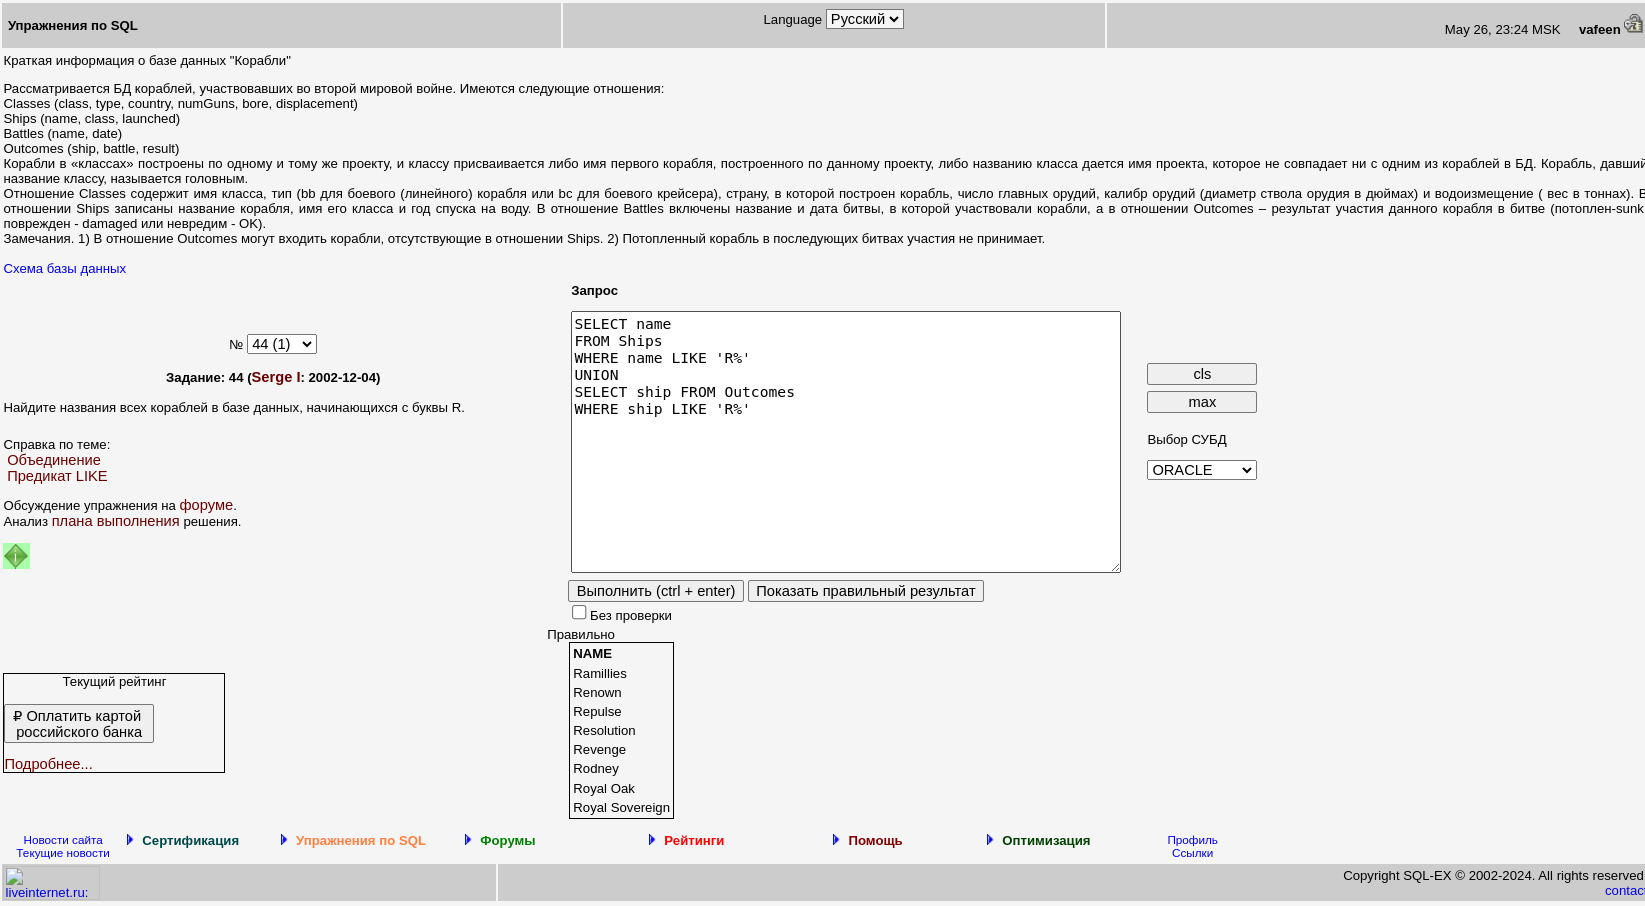 Упражнения по SQL
Language Русский
May 26, 23:24 MSK vafeen
Краткая информация о базе данных "Корабли"
Рассматривается БД кораблей, участвовавших во второй мировой войне. Имеются следующие отношения:
Classes (class, type, country, numGuns, bore, displacement)
Ships (name, class, launched)
Battles (name, date)
Outcomes (ship, battle, result)
Корабли в «классах» построены по одному и тому же проекту, и классу присваивается либо имя первого корабля, построенного по данному проекту, либо названию класса дается имя проекта, которое не совпадает ни с одним из кораблей в БД. Корабль, давший
название классу, называется головным.
Отношение Classes содержит имя класса, тип (bb для боевого (линейного) корабля или bc для боевого крейсера), страну, в которой построен корабль, число главных орудий, калибр орудий (диаметр ствола орудия в дюймах) и водоизмещение ( вес в тоннах). В
отношении Ships записаны название корабля, имя его класса и год спуска на воду. В отношение Battles включены название и дата битвы, в которой участвовали корабли, а в отношении Outcomes – результат участия данного корабля в битве (потоплен-sunk,
поврежден - damaged или невредим - OK).
Замечания. 1) В отношение Outcomes могут входить корабли, отсутствующие в отношении Ships. 2) Потопленный корабль в последующих битвах участия не принимает.
Схема базы данных
№ 44 (1)
Задание: 44 (Serge I: 2002-12-04)
Найдите названия всех кораблей в базе данных, начинающихся с буквы R.
Справка по теме:
Объединение
Предикат LIKE
Обсуждение упражнения на форуме.
Анализ плана выполнения решения.
Запрос
SELECT name
FROM Ships
WHERE name LIKE 'R%'
UNION
SELECT ship FROM Outcomes
WHERE ship LIKE 'R%'
cls
max
Выбор СУБД
ORACLE
Выполнить (ctrl + enter) Показать правильный результат
Без проверки
Правильно
NAME
Ramillies
Renown
Repulse
Resolution
Revenge
Rodney
Royal Oak
Royal Sovereign
Текущий рейтинг
₽ Оплатить картой
российского банка
Подробнее...
Новости сайта
Текущие новости
Сертификация
Упражнения по SQL
Форумы
Рейтинги
Помощь
Оптимизация
Профиль
Ссылки
liveinternet.ru:
Copyright SQL-EX © 2002-2024. All rights reserved
contact